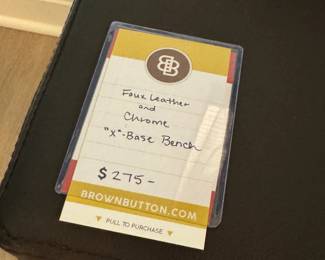 BB
Faux Leather
and
Chrome
"X"-Base Bench
$275-
BROWNBUTTON.COM
▼ PULL TO PURCHASE ▼